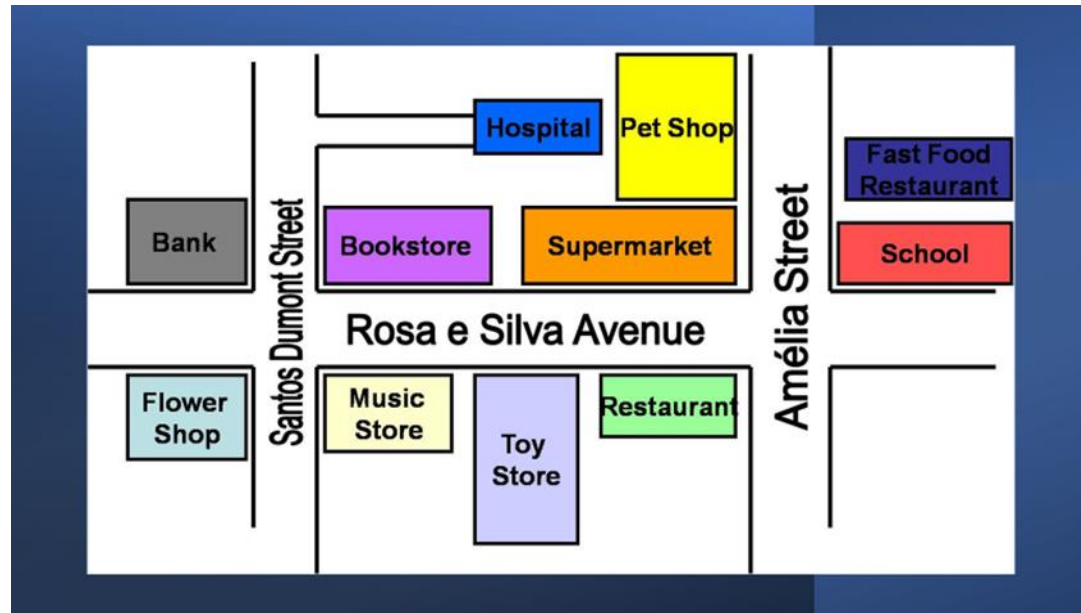 Hospital
Pet Shop
Fast Food
Restaurant
Bank
Santos Dumont Street
Bookstore
Supermarket
Amélia Street
School
Rosa e Silva Avenue
Flower
Shop
Music
Store
Toy
Store
Restaurant